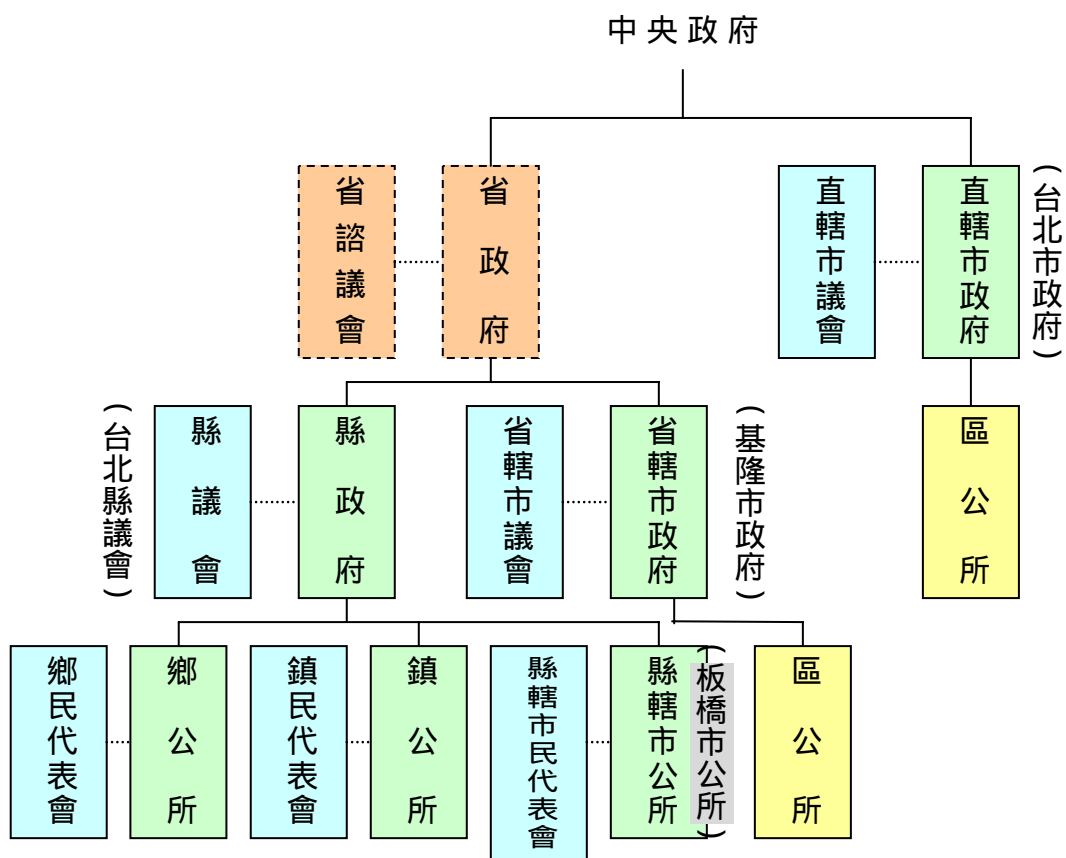 中央政府
省諮議會
省政府
直轄市議會
直轄市政府
(台北市政府)
(台北縣議會)
縣議會
縣政府
省轄市議會
省轄市政府
(基隆市政府)
區公所
鄉民代表會
鄉公所
鎮民代表會
鎮公所
縣轄市民代表會
縣轄市公所
(板橋市公所)
區公所